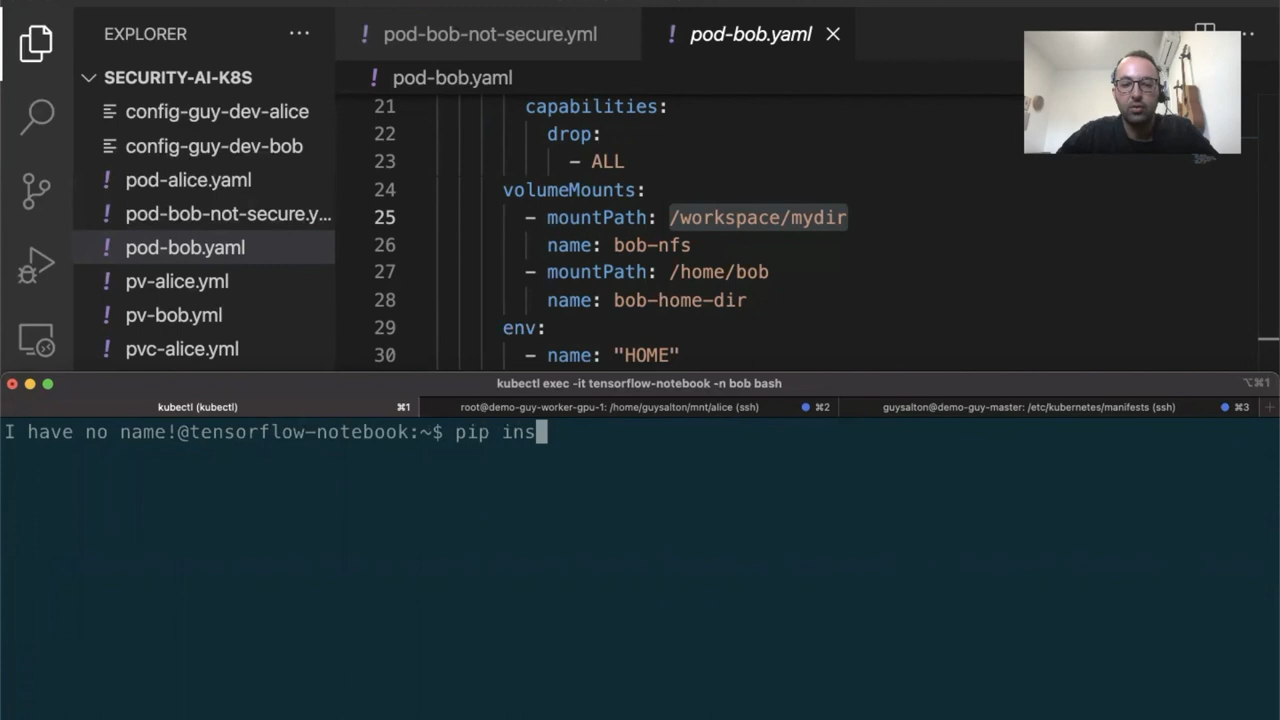 EXPLORER
SECURITY-AI-K8S
config-guy-dev-alice
config-guy-dev-bob
pod-alice.yaml
pod-bob-not-secure.y...
pod-bob.yaml
pv-alice.yml
pv-bob.yml
pvc-alice.yml
pod-bob-not-secure.yml
pod-bob.yaml
pod-bob.yaml
21 capabilities:
22 drop:
23 - ALL
24 volumeMounts:
25 - mountPath: /workspace/mydir
26 name: bob-nfs
27 - mountPath: /home/bob
28 name: bob-home-dir
29 env:
30 - name: "HOME"
kubectl exec -it tensorflow-notebook -n bob bash
⌥⌘1
kubectl (kubectl) ⌘1
root@demo-guy-worker-gpu-1: /home/guysalton/mnt/alice (ssh) ⌘2
guysalton@demo-guy-master: /etc/kubernetes/manifests (ssh) ⌘3
I have no name!@tensorflow-notebook:~$ pip ins